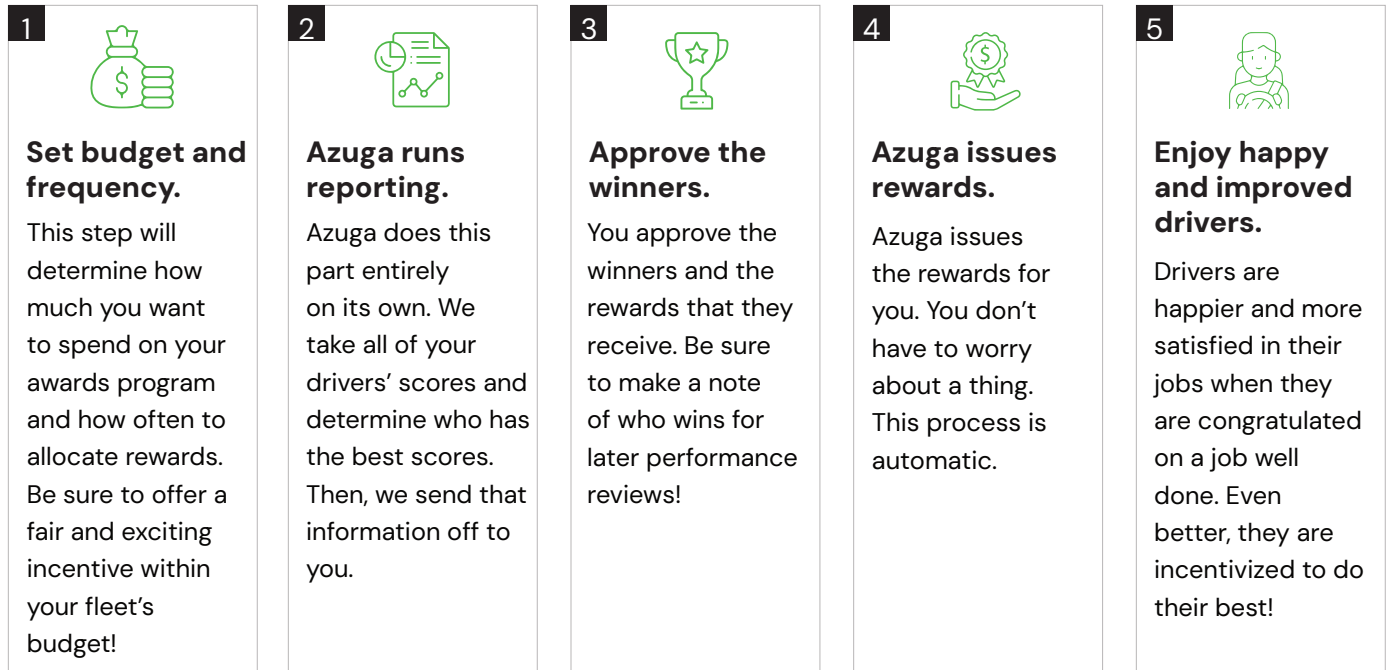 1
Set budget and
frequency.
This step will
determine how
much you want
to spend on your
awards program
and how often to
allocate rewards.
Be sure to offer a
fair and exciting
incentive within
your fleet's
budget!
2
Azuga runs
reporting.
Azuga does this
part entirely
on its own. We
take all of your
drivers' scores and
determine who has
the best scores.
Then, we send that
information off to
you.
3
Approve the
winners.
You approve the
winners and the
rewards that they
receive. Be sure
to make a note
of who wins for
later performance
reviews!
4
$
Azuga issues
rewards.
Azuga issues
the rewards for
you. You don't
have to worry
about a thing.
This process is
automatic.
5
Enjoy happy
and improved
drivers.
Drivers are
happier and more
satisfied in their
jobs when they
are congratulated
on a job well
done. Even
better, they are
incentivized to do
their best!